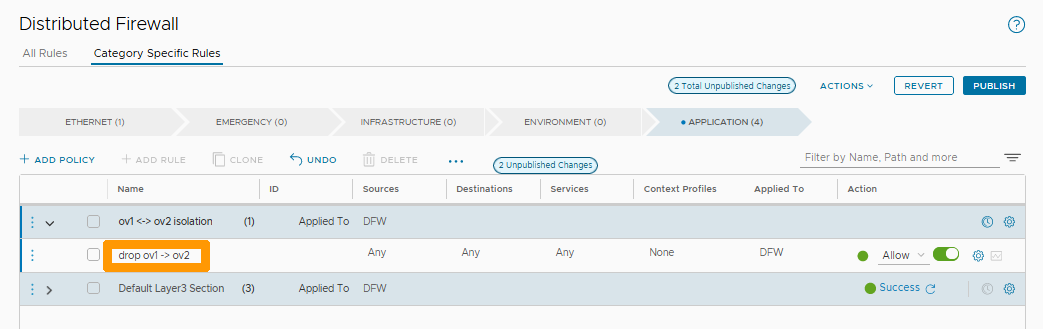 Distributed Firewall
All Rules Category Specific Rules
2 Total Unpublished Changes ACTIONS REVERT PUBLISH
ETHERNET (1) EMERGENCY (0) INFRASTRUCTURE (0) ENVIRONMENT (0) APPLICATION (4)
+ ADD POLICY + ADD RULE CLONE UNDO DELETE ... 2 Unpublished Changes Filter by Name, Path and more
Name ID Sources Destinations Services Context Profiles Applied To Action
ov1 <-> ov2 isolation (1) Applied To DFW
drop ov1 -> ov2 Any Any Any None DFW Allow
Default Layer3 Section (3) Applied To DFW Success